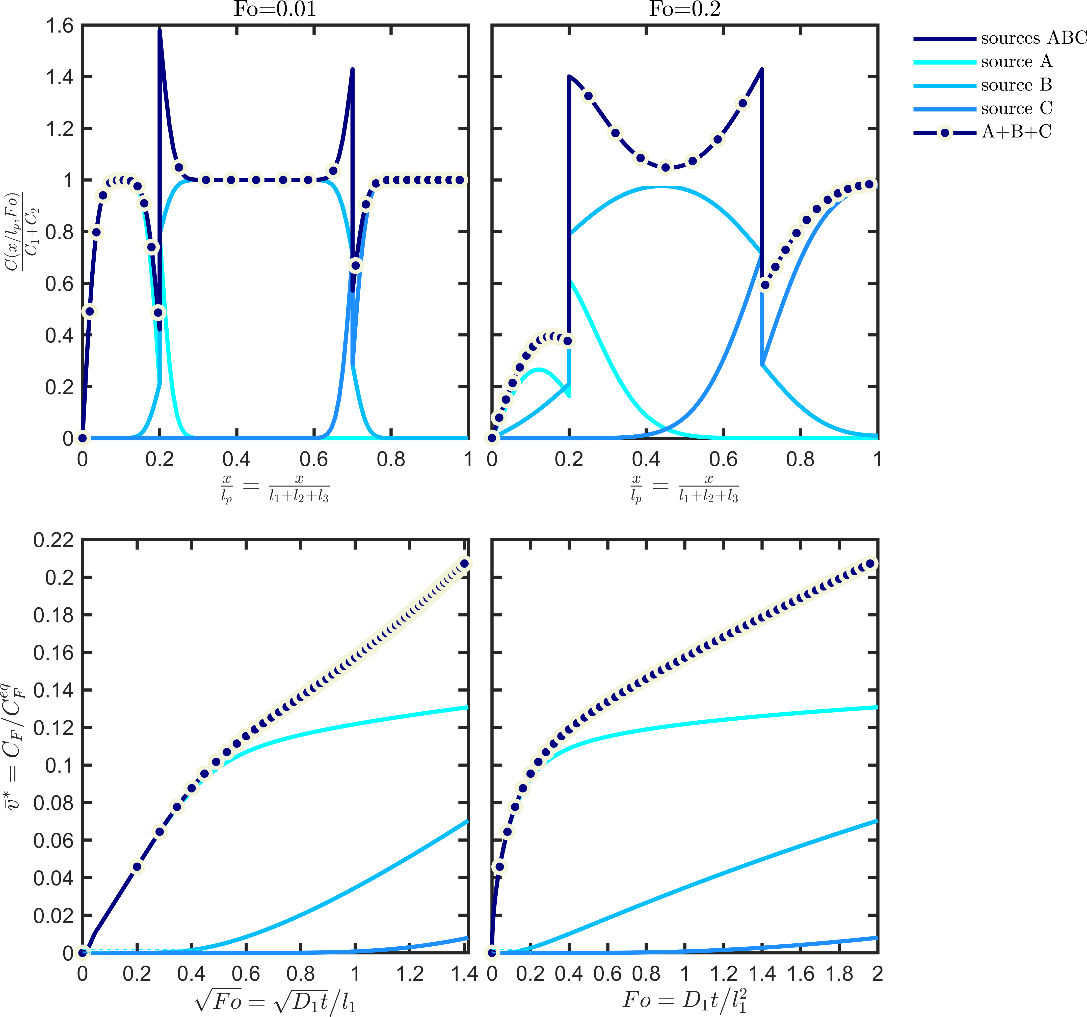 Fo=0.01
Fo=0.2
sources ABC
source A
source B
source C
A+B+C
C(x/l_p,Fo)/(C_1+C_2)
1.6
1.4
1.2
1
0.8
0.6
0.4
0.2
0
0 0.2 0.4 0.6 0.8 1
0 0.2 0.4 0.6 0.8 1
x/l_p = x/(l_1+l_2+l_3)
x/l_p = x/(l_1+l_2+l_3)
v̄* = C_F/C_F^eq
0.22
0.2
0.18
0.16
0.14
0.12
0.1
0.08
0.06
0.04
0.02
0
0 0.2 0.4 0.6 0.8 1 1.2 1.4
0.2 0.4 0.6 0.8 1 1.2 1.4 1.6 1.8 2
√Fo = √(D_1t)/l_1
Fo = D_1t/l_1^2